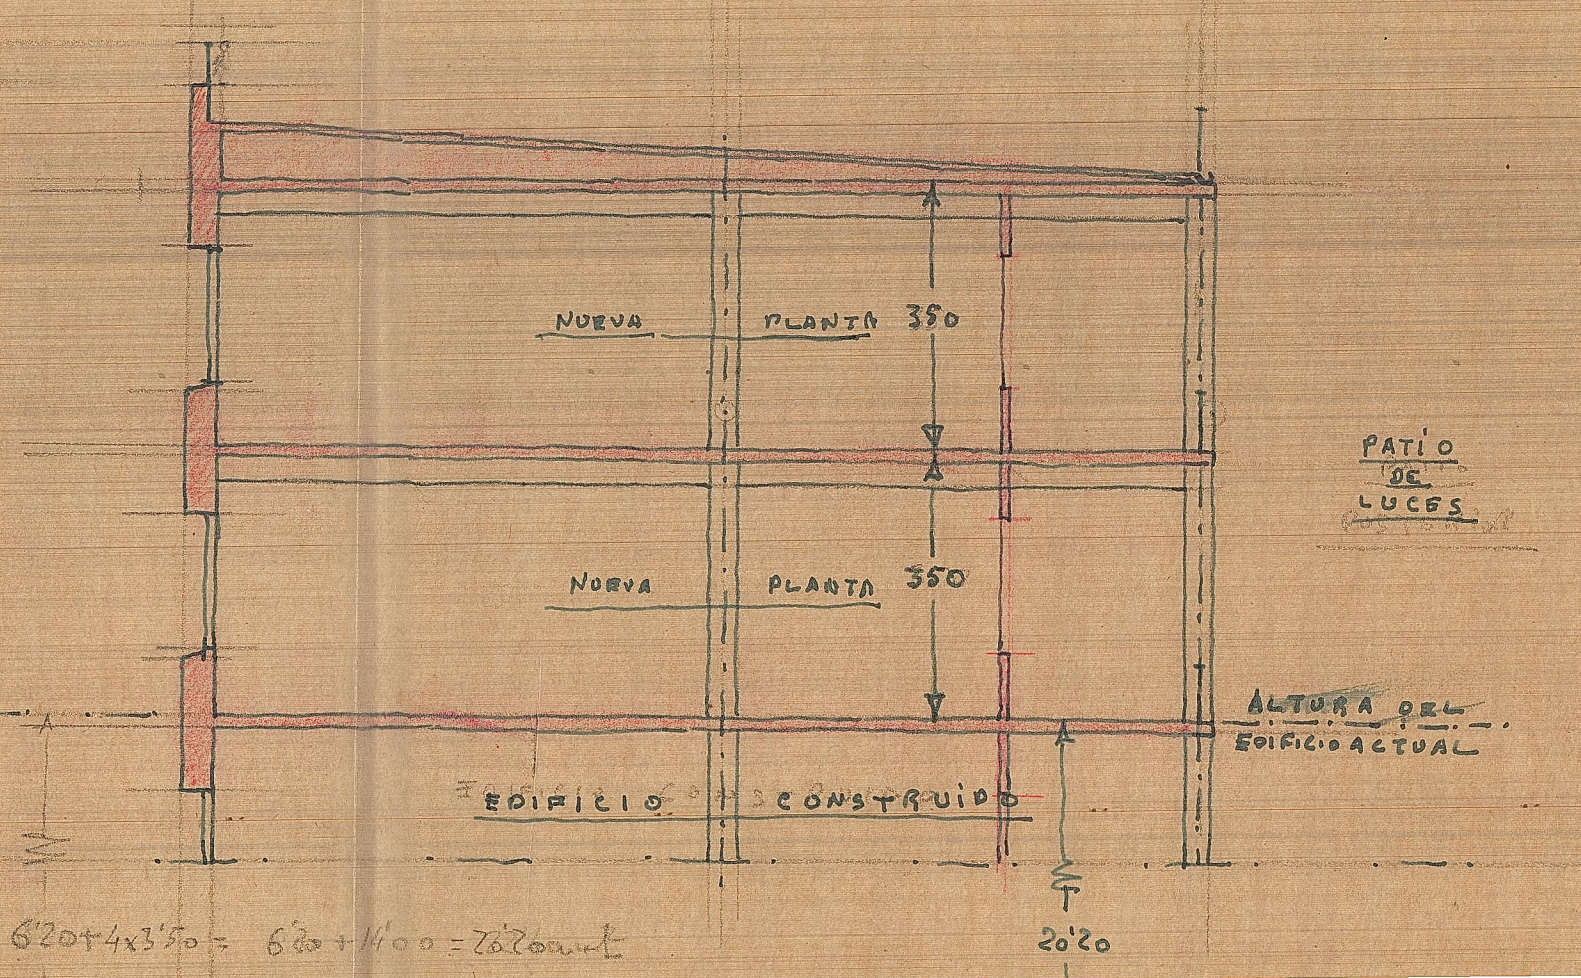 NUEVA PLANTA 350
PATÍO
DE
LUCES
NUEVA PLANTA 350
ALTURA DEL
EDIFICIO ACTUAL
EDIFICIO CONSTRUIDO
6'20+4x3'50= 6'20+14'00=20'20
20'20